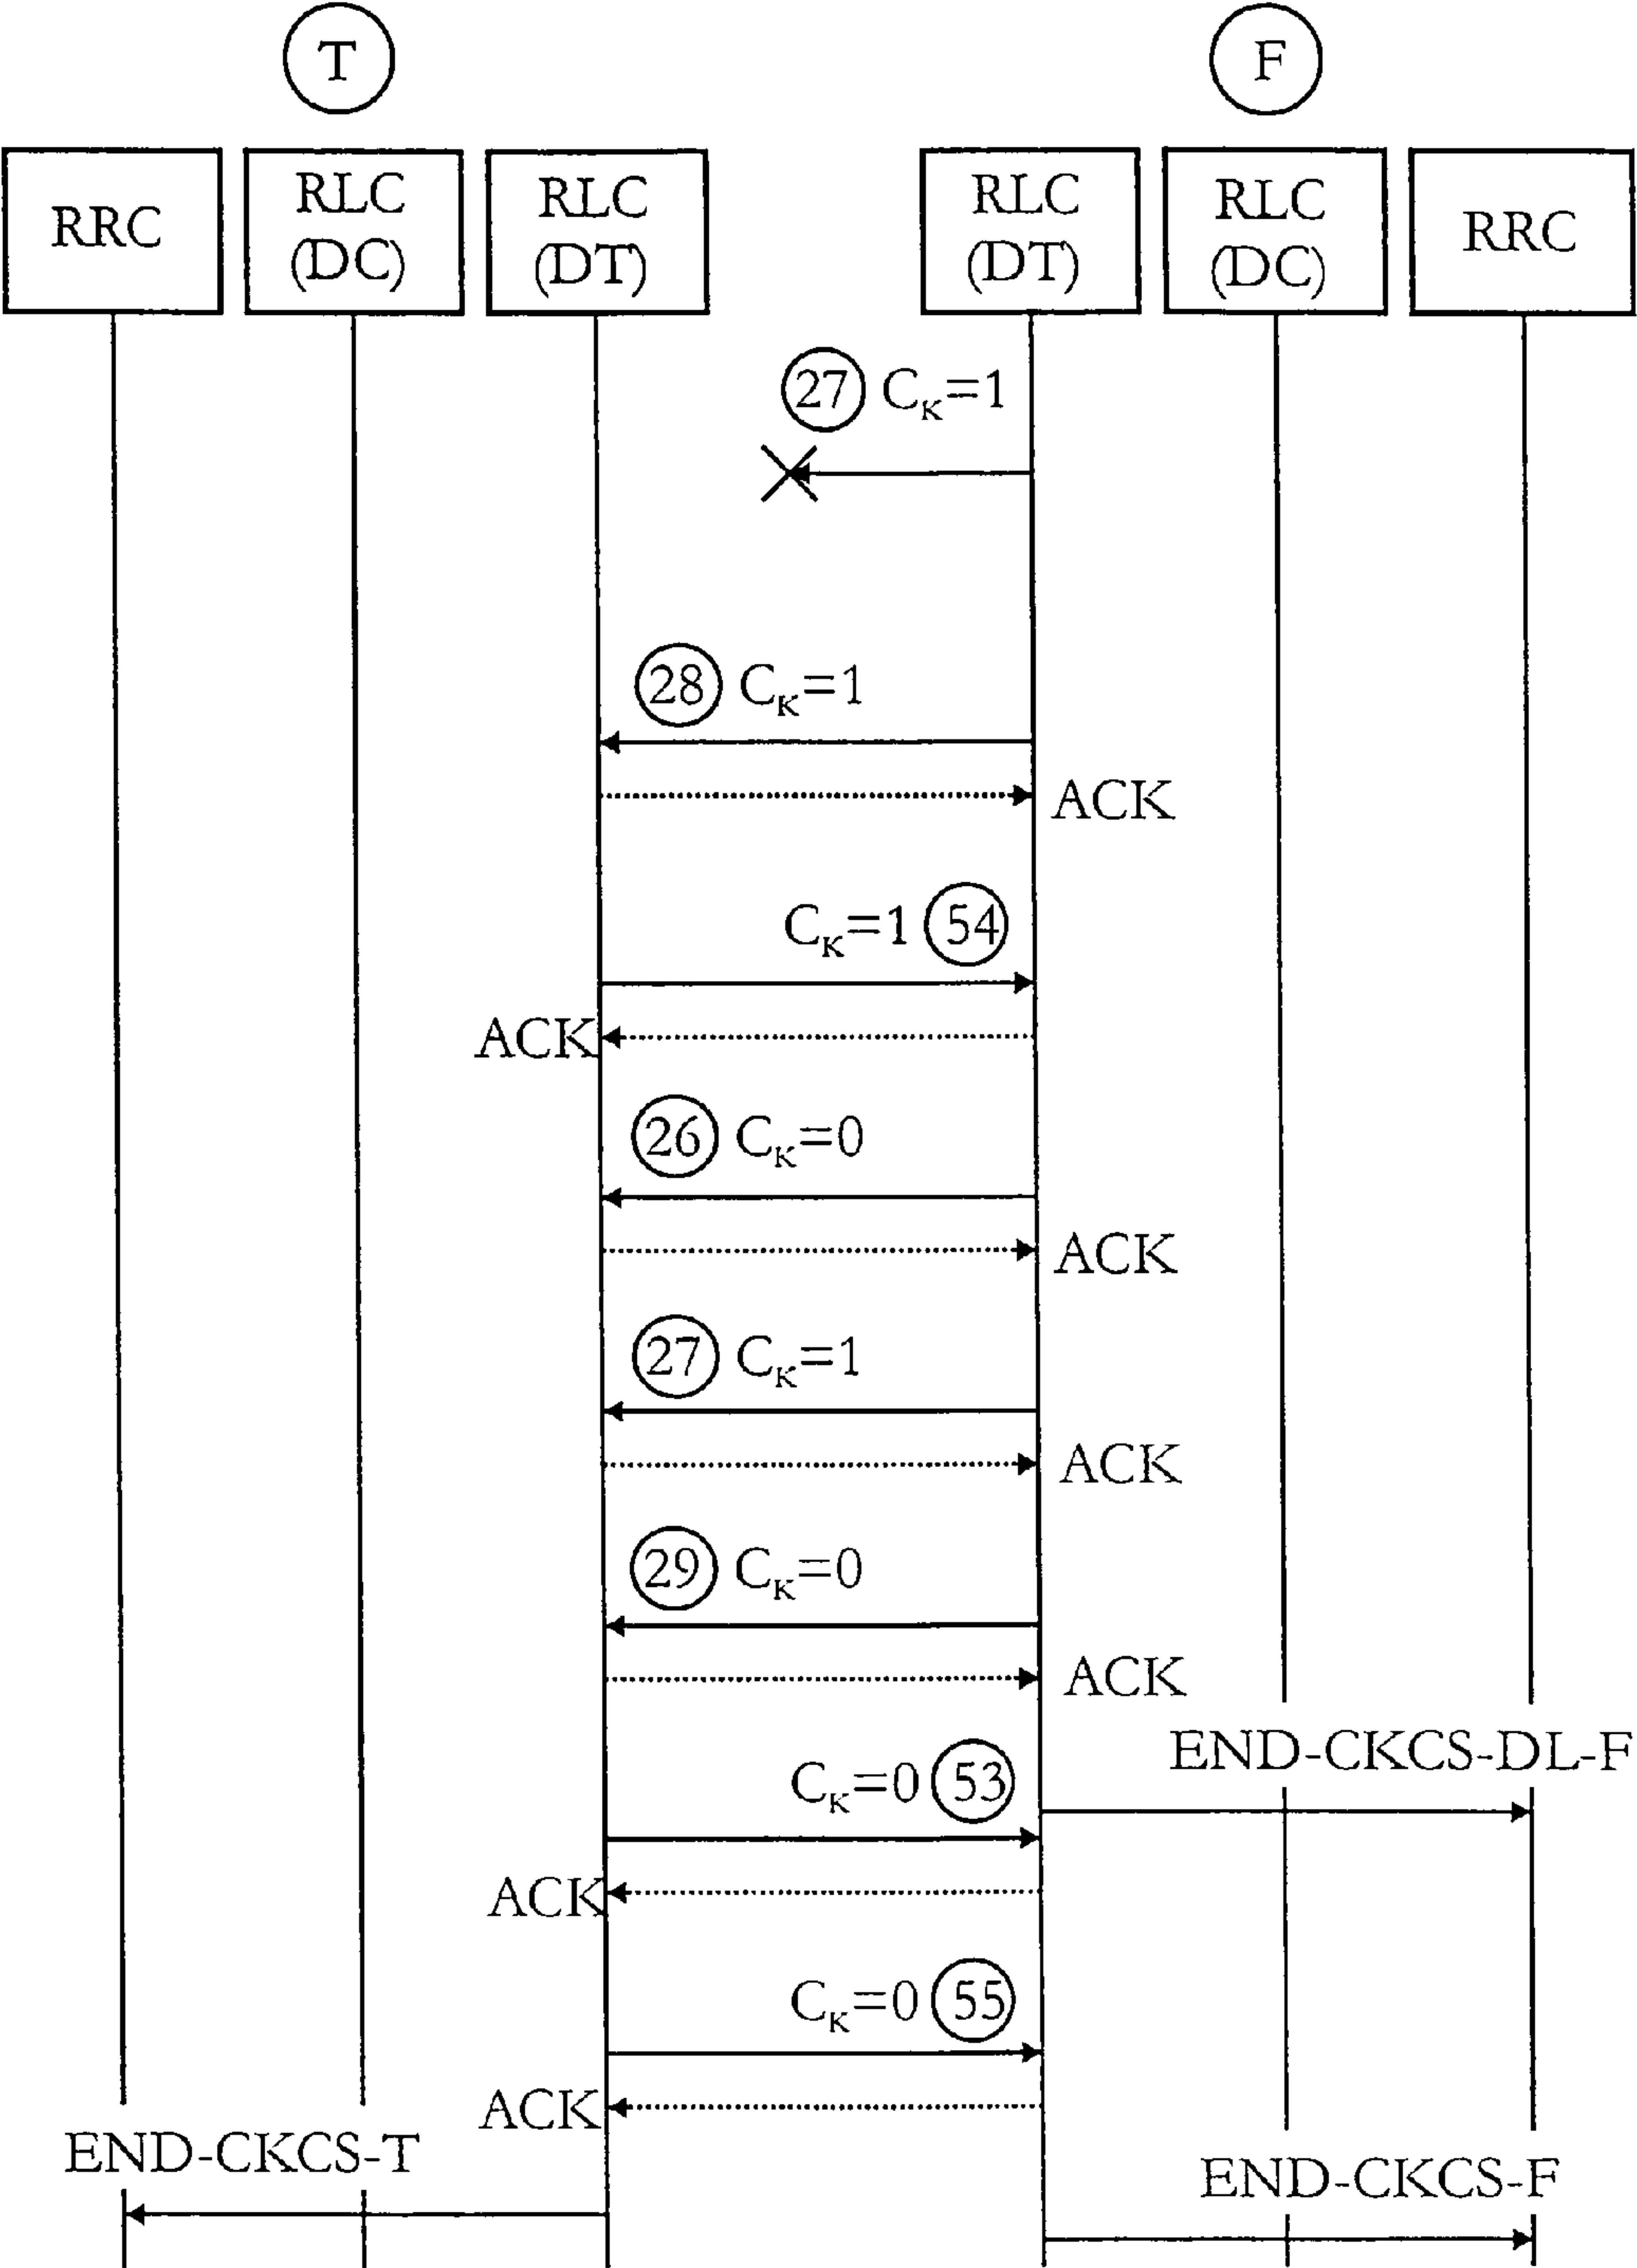 T
F
RRC
RLC
(DC)
RLC
(DT)
RLC
(DT)
RLC
(DC)
RRC
27 CK=1
28 CK=1
ACK
CK=1 54
ACK
26 CK=0
ACK
27 CK=1
ACK
29 CK=0
ACK
END-CKCS-DL-F
CK=0 53
ACK
CK=0 55
ACK
END-CKCS-T
END-CKCS-F